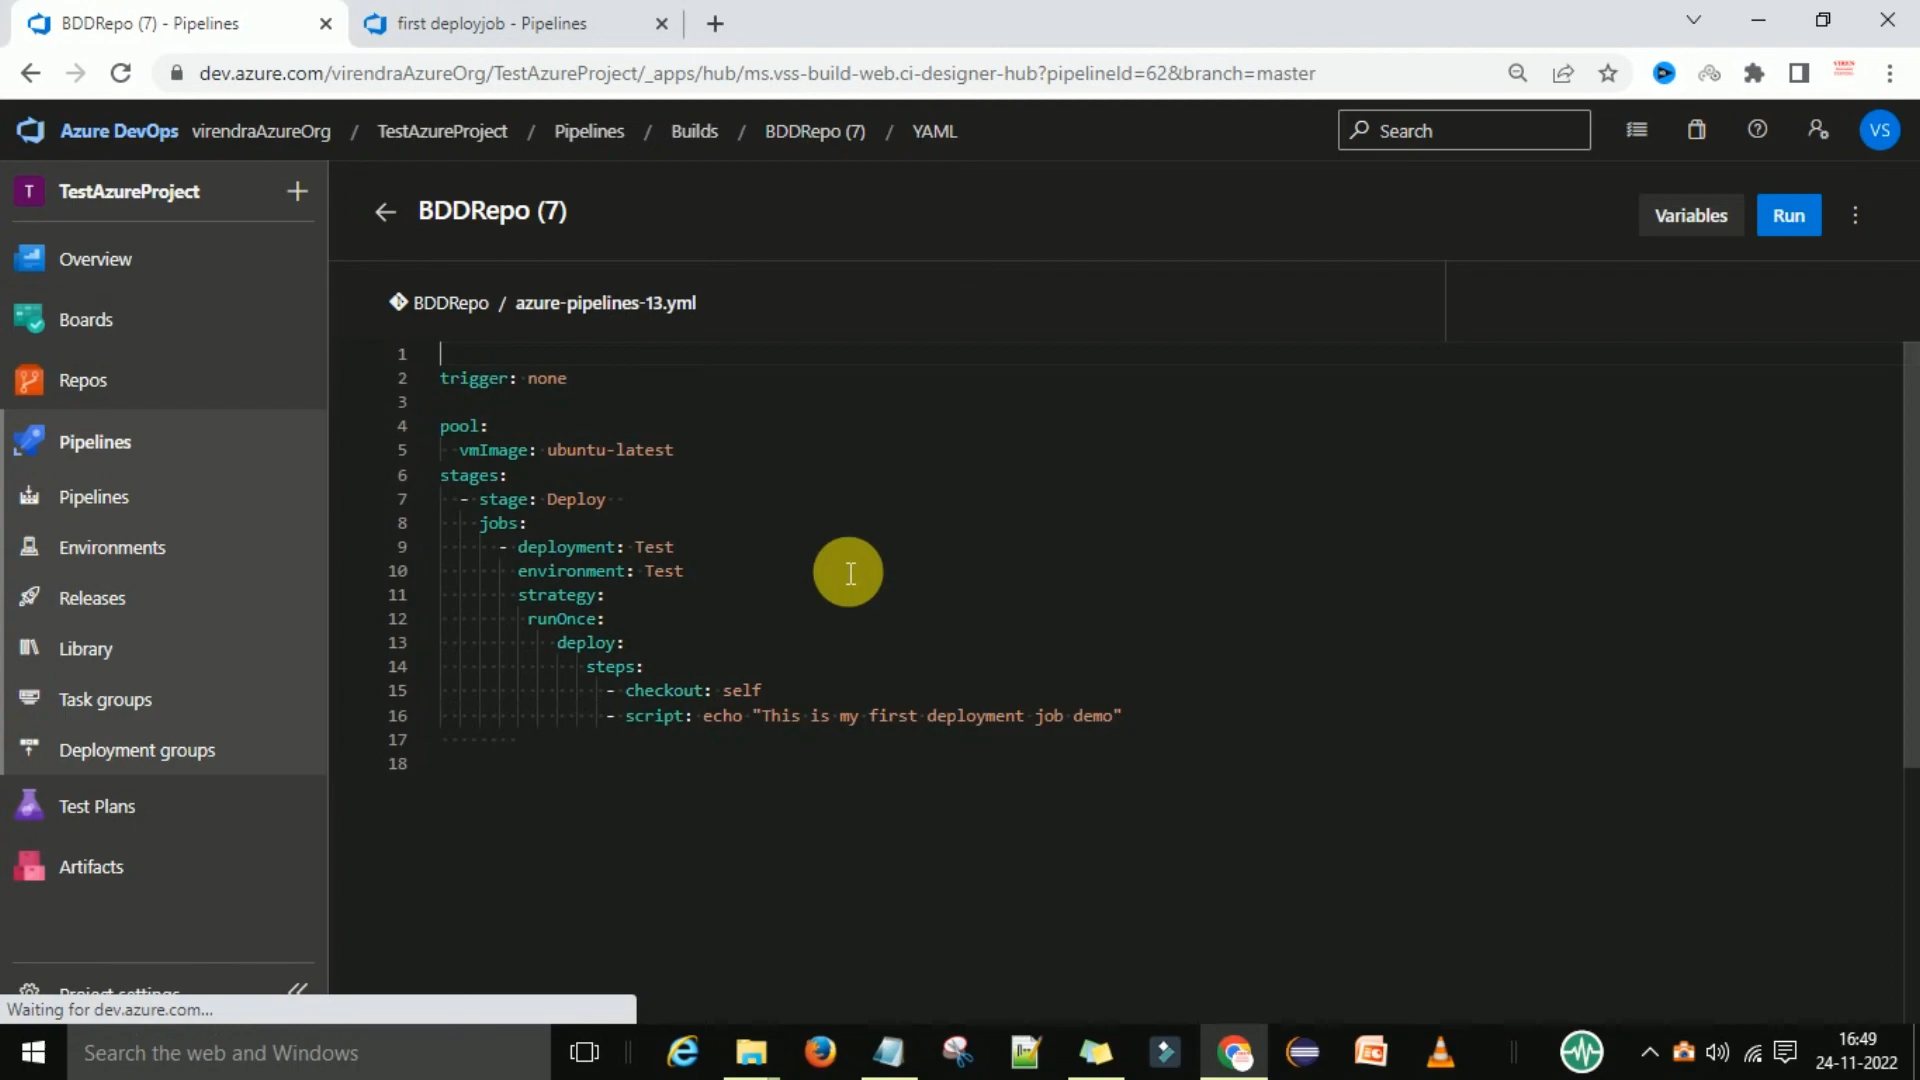 BDDRepo (7) - Pipelines
first deployjob - Pipelines
dev.azure.com/virendraAzureOrg/TestAzureProject/_apps/hub/ms.vss-build-web.ci-designer-hub?pipelineId=62&branch=master
Azure DevOps virendraAzureOrg / TestAzureProject / Pipelines / Builds / BDDRepo (7) / YAML
Search
VS
T TestAzureProject
Overview
Boards
Repos
Pipelines
Pipelines
Environments
Releases
Library
Task groups
Deployment groups
Test Plans
Artifacts
Project settings
BDDRepo (7)
Variables
Run
BDDRepo / azure-pipelines-13.yml
1
2 trigger: none
3
4 pool:
5 vmImage: ubuntu-latest
6 stages:
7 - stage: Deploy
8 jobs:
9 - deployment: Test
10 environment: Test
11 strategy:
12 runOnce:
13 deploy:
14 steps:
15 - checkout: self
16 - script: echo "This is my first deployment job demo"
17
18
Waiting for dev.azure.com...
Search the web and Windows
16:49
24-11-2022